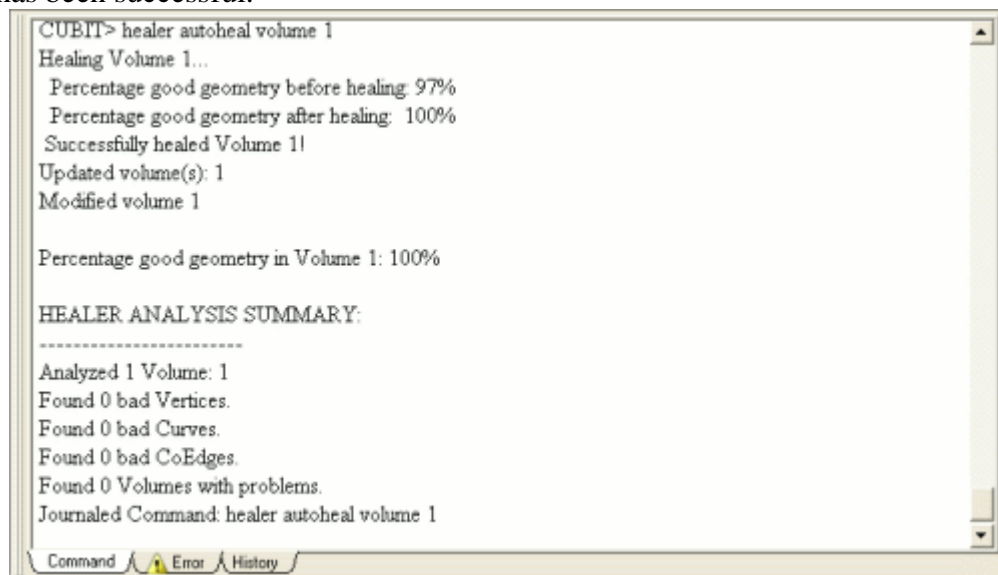 has been successful.
CUBIT> healer autoheal volume 1
Healing Volume 1...
Percentage good geometry before healing: 97%
Percentage good geometry after healing: 100%
Successfully healed Volume 1!
Updated volume(s): 1
Modified volume 1
Percentage good geometry in Volume 1: 100%
HEALER ANALYSIS SUMMARY:
------------------------
Analyzed 1 Volume: 1
Found 0 bad Vertices.
Found 0 bad Curves.
Found 0 bad CoEdges.
Found 0 Volumes with problems.
Journaled Command: healer autoheal volume 1
Command Error History